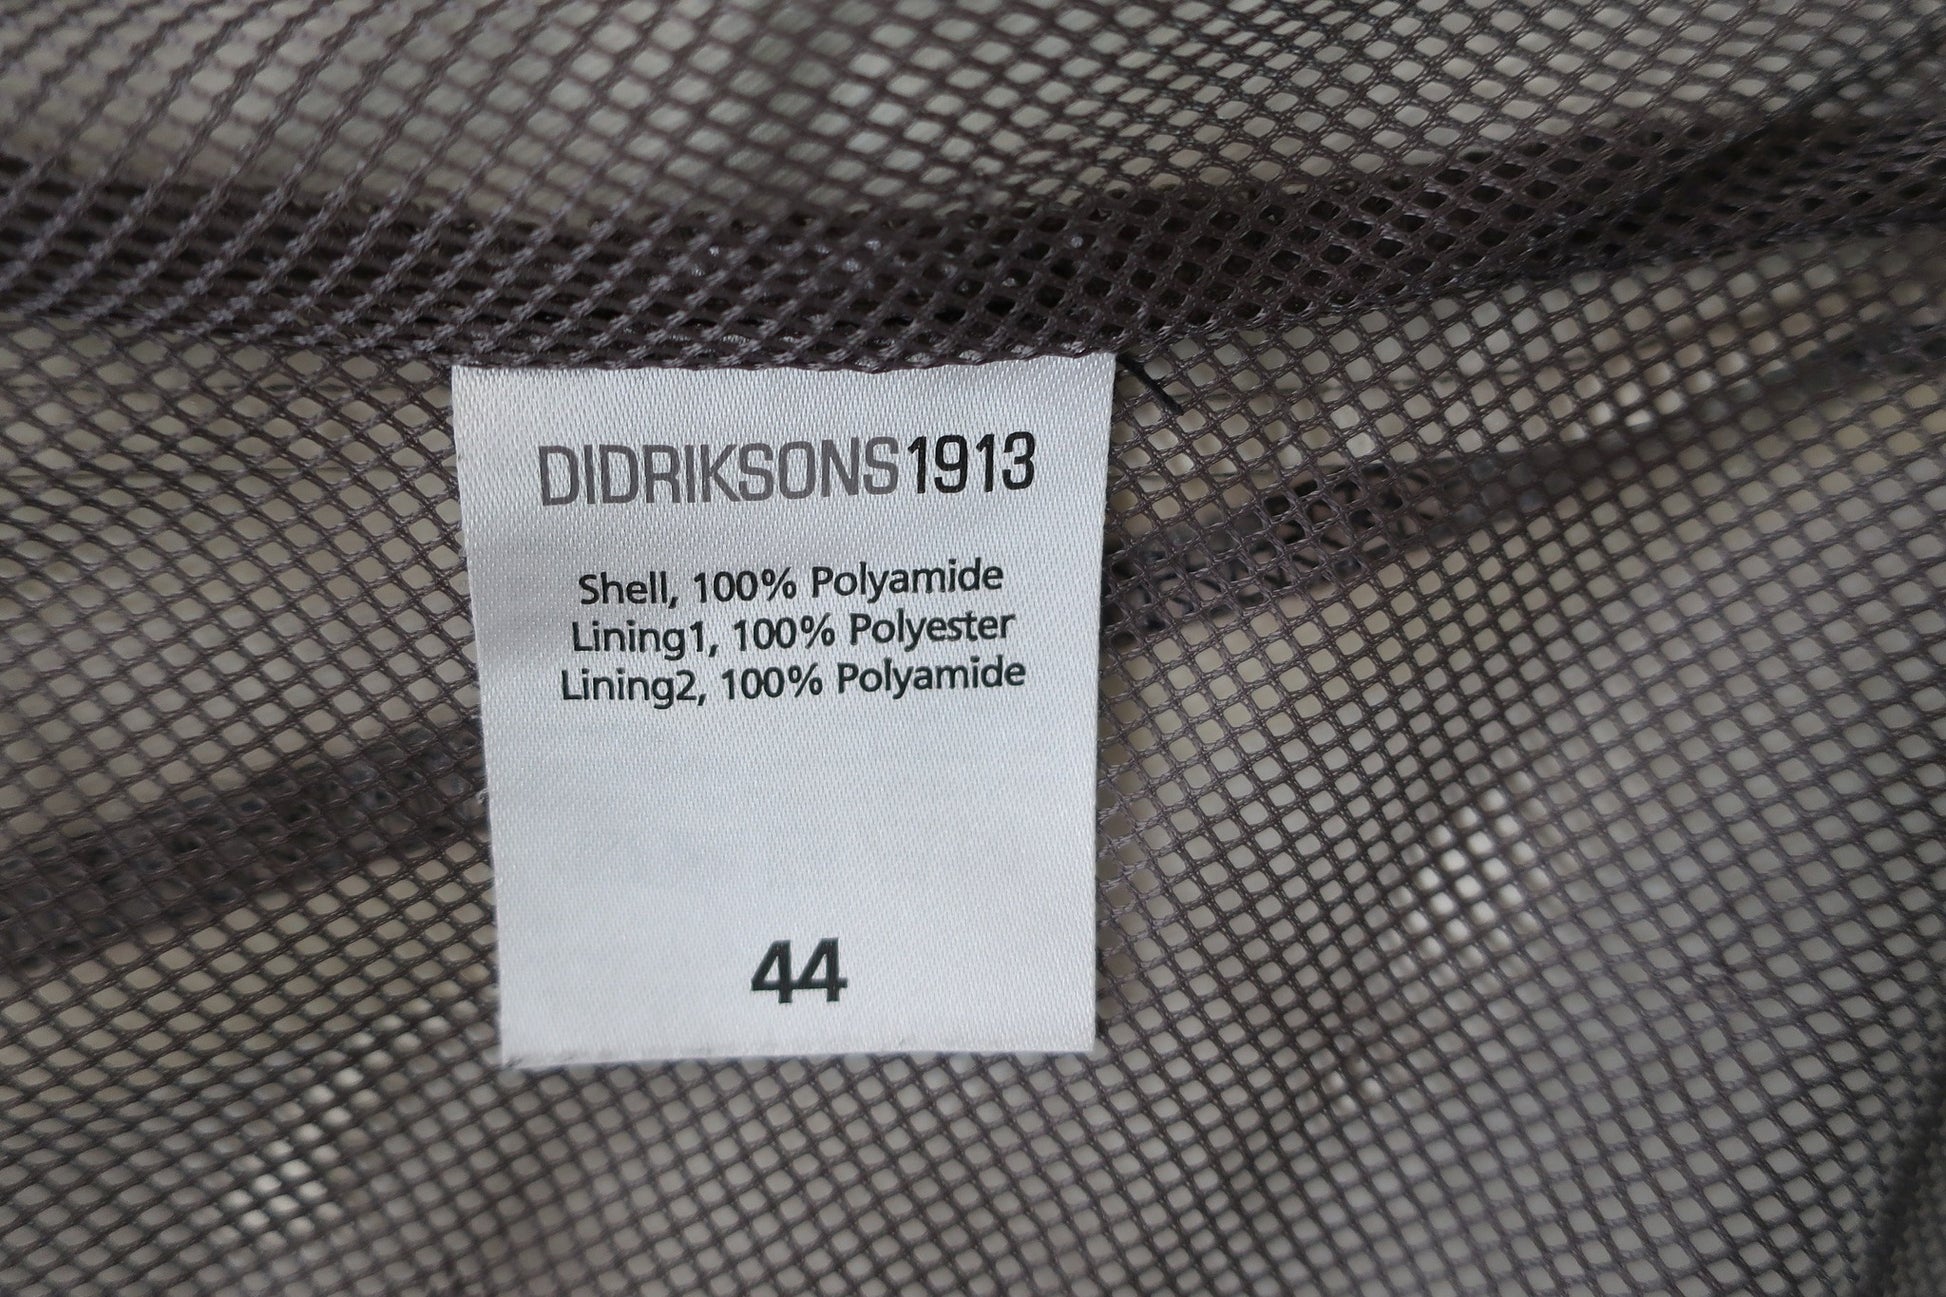 DIDRIKSONS1913
Shell, 100% Polyamide
Lining1, 100% Polyester
Lining2, 100% Polyamide
44